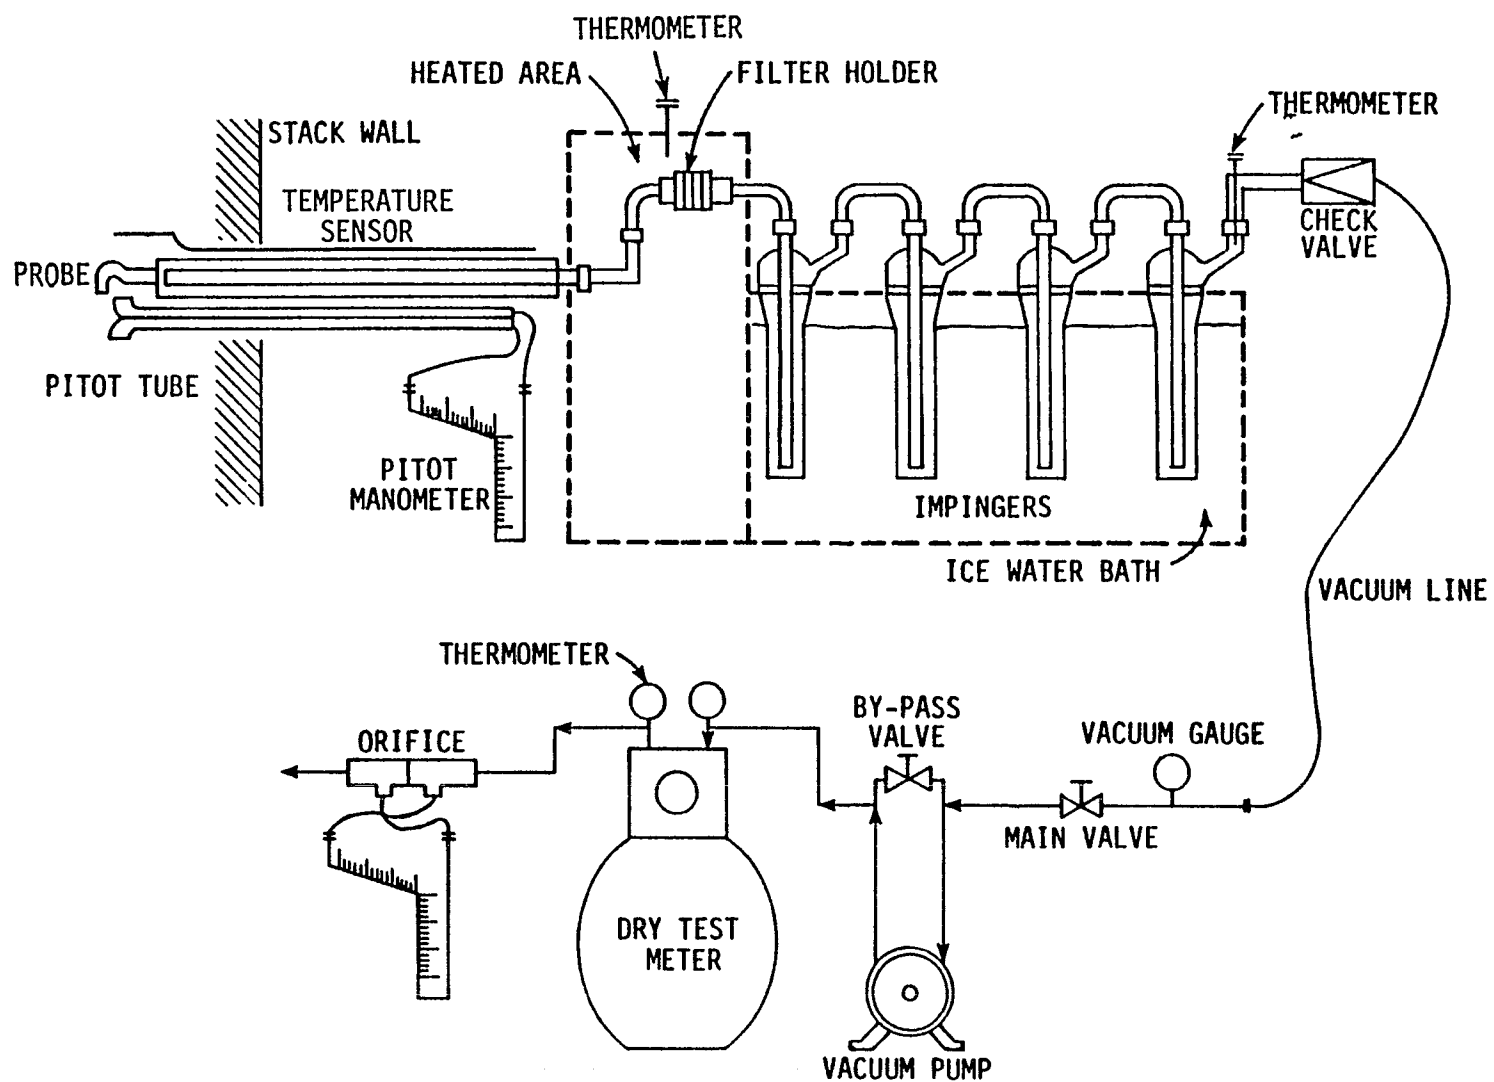 THERMOMETER
HEATED AREA
FILTER HOLDER
THERMOMETER
STACK WALL
TEMPERATURE
SENSOR
PROBE
CHECK
VALVE
PITOT TUBE
PITOT
MANOMETER
IMPINGERS
ICE WATER BATH
VACUUM LINE
THERMOMETER
BY-PASS
VALVE
VACUUM GAUGE
ORIFICE
MAIN VALVE
DRY TEST
METER
VACUUM PUMP